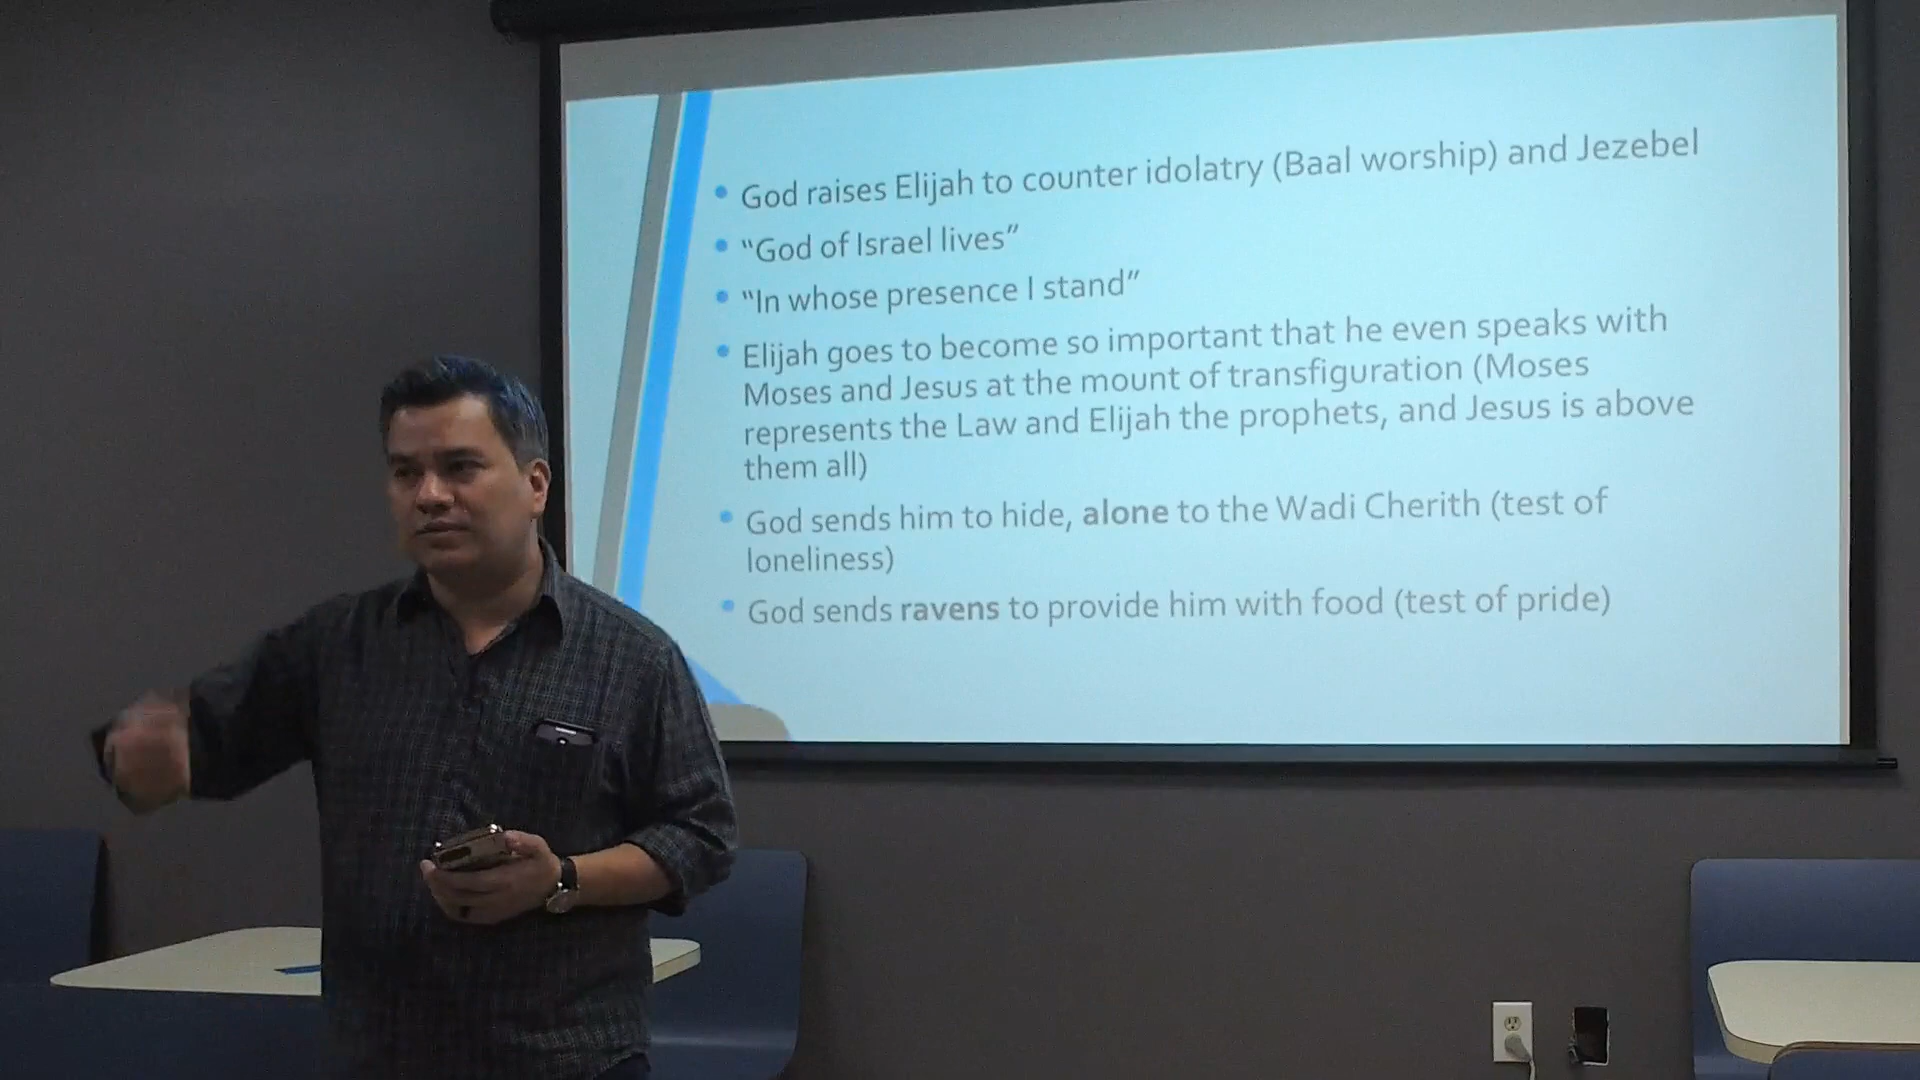 • God raises Elijah to counter idolatry (Baal worship) and Jezebel
• “God of Israel lives”
• “In whose presence I stand”
• Elijah goes to become so important that he even speaks with
Moses and Jesus at the mount of transfiguration (Moses
represents the Law and Elijah the prophets, and Jesus is above
them all)
• God sends him to hide, alone to the Wadi Cherith (test of
loneliness)
• God sends ravens to provide him with food (test of pride)